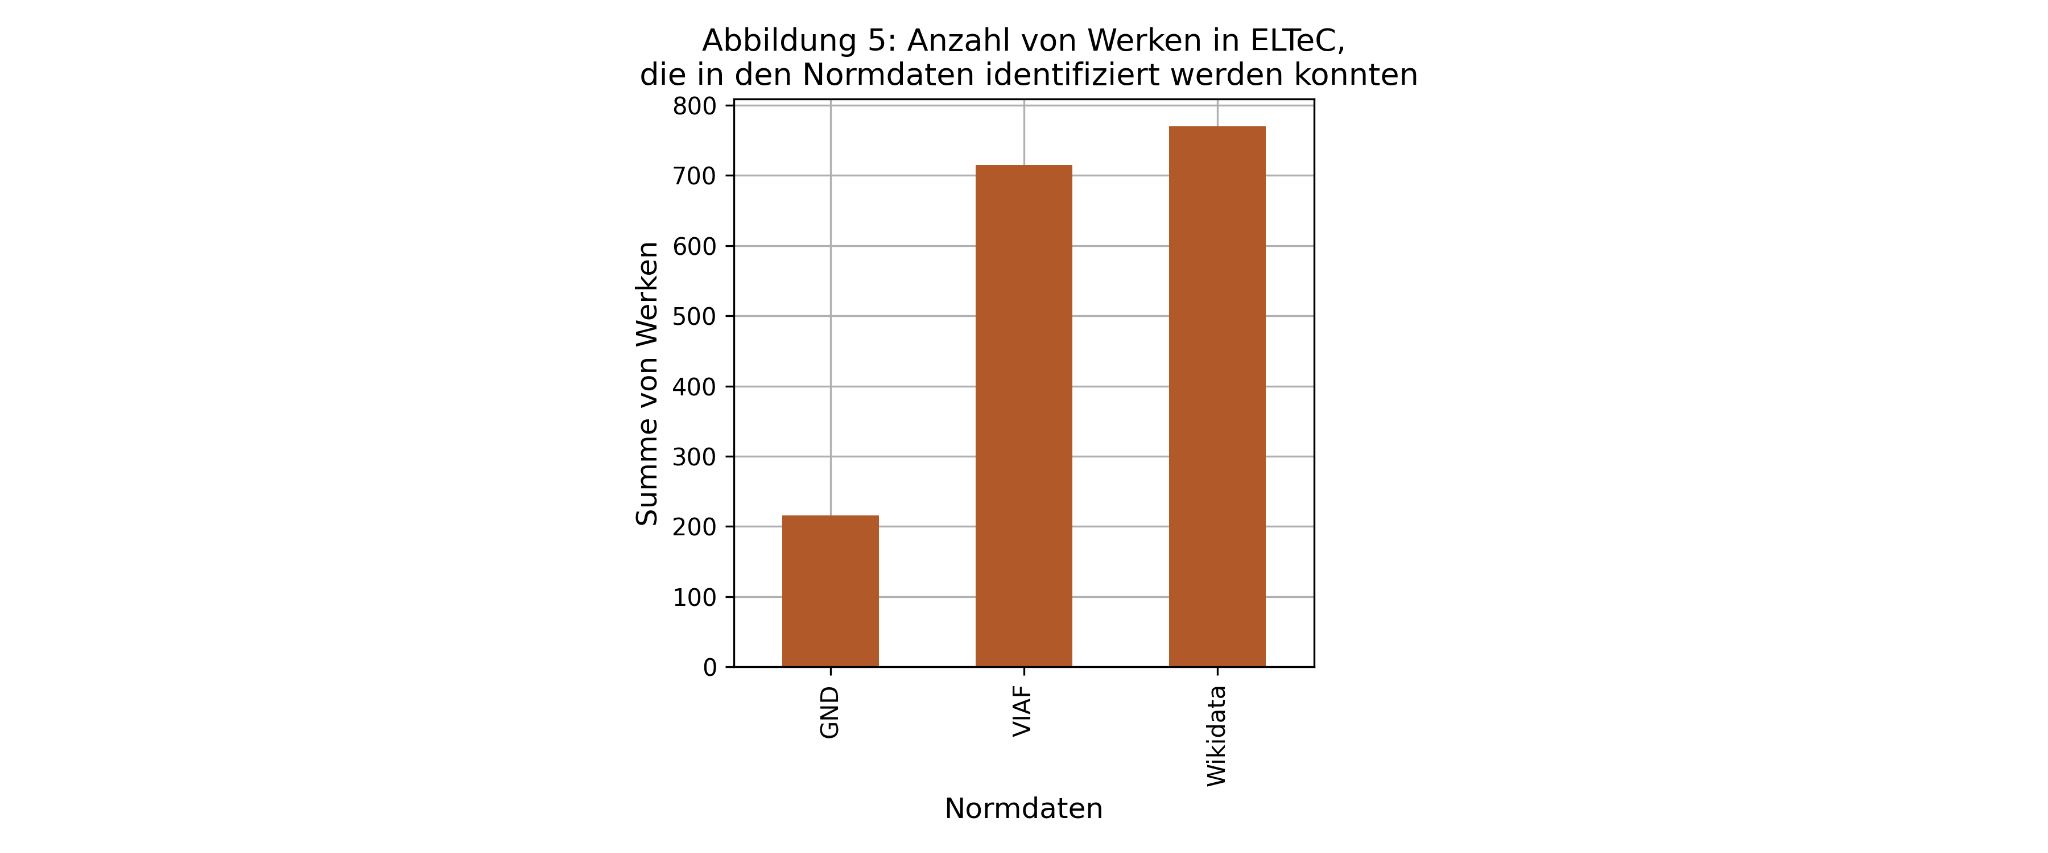 Abbildung 5: Anzahl von Werken in ELTeC,
die in den Normdaten identifiziert werden konnten
800
700
600
500
400
300
200
100
0
Summe von Werken
GND
VIAF
Wikidata
Normdaten